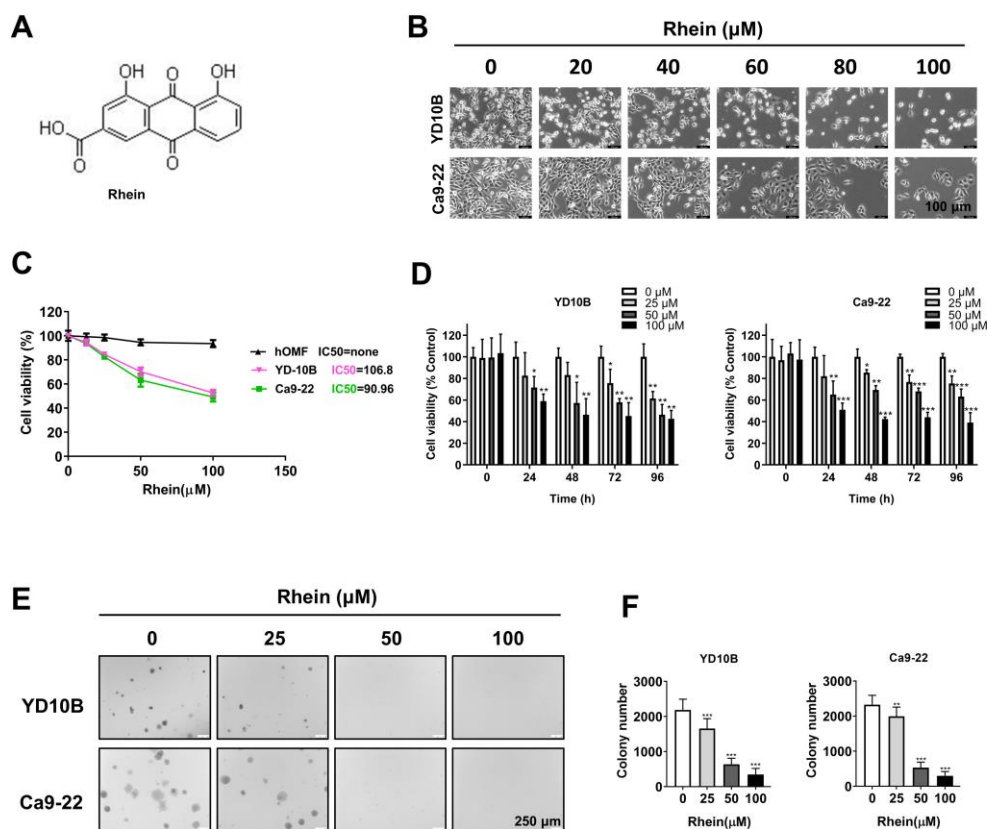 A
OH O OH
HO
O
O
Rhein
B
Rhein (µM)
0 20 40 60 80 100
YD10B
Ca9-22
100 µm
C
Cell viability (%)
120
100
80
60
40
20
0
0 50 100 150
Rhein(µM)
hOMF IC50=none
YD-10B IC50=106.8
Ca9-22 IC50=90.96
D
YD10B
0 µM
25 µM
50 µM
100 µM
Cell viability (% Control)
120
100
80
60
40
20
0
* ** * ** * ** ** ** ** **
0 24 48 72 96
Time (h)
Ca9-22
0 µM
25 µM
50 µM
100 µM
Cell viability (% Control)
120
100
80
60
40
20
0
** *** * ** *** ** *** *** ** *** ***
0 24 48 72 96
Time (h)
E
Rhein (µM)
0 25 50 100
YD10B
Ca9-22
250 µm
F
YD10B
Colony number
3000
2000
1000
0
*** *** ***
0 25 50 100
Rhein(µM)
Ca9-22
Colony number
3000
2000
1000
0
** *** ***
0 25 50 100
Rhein(µM)